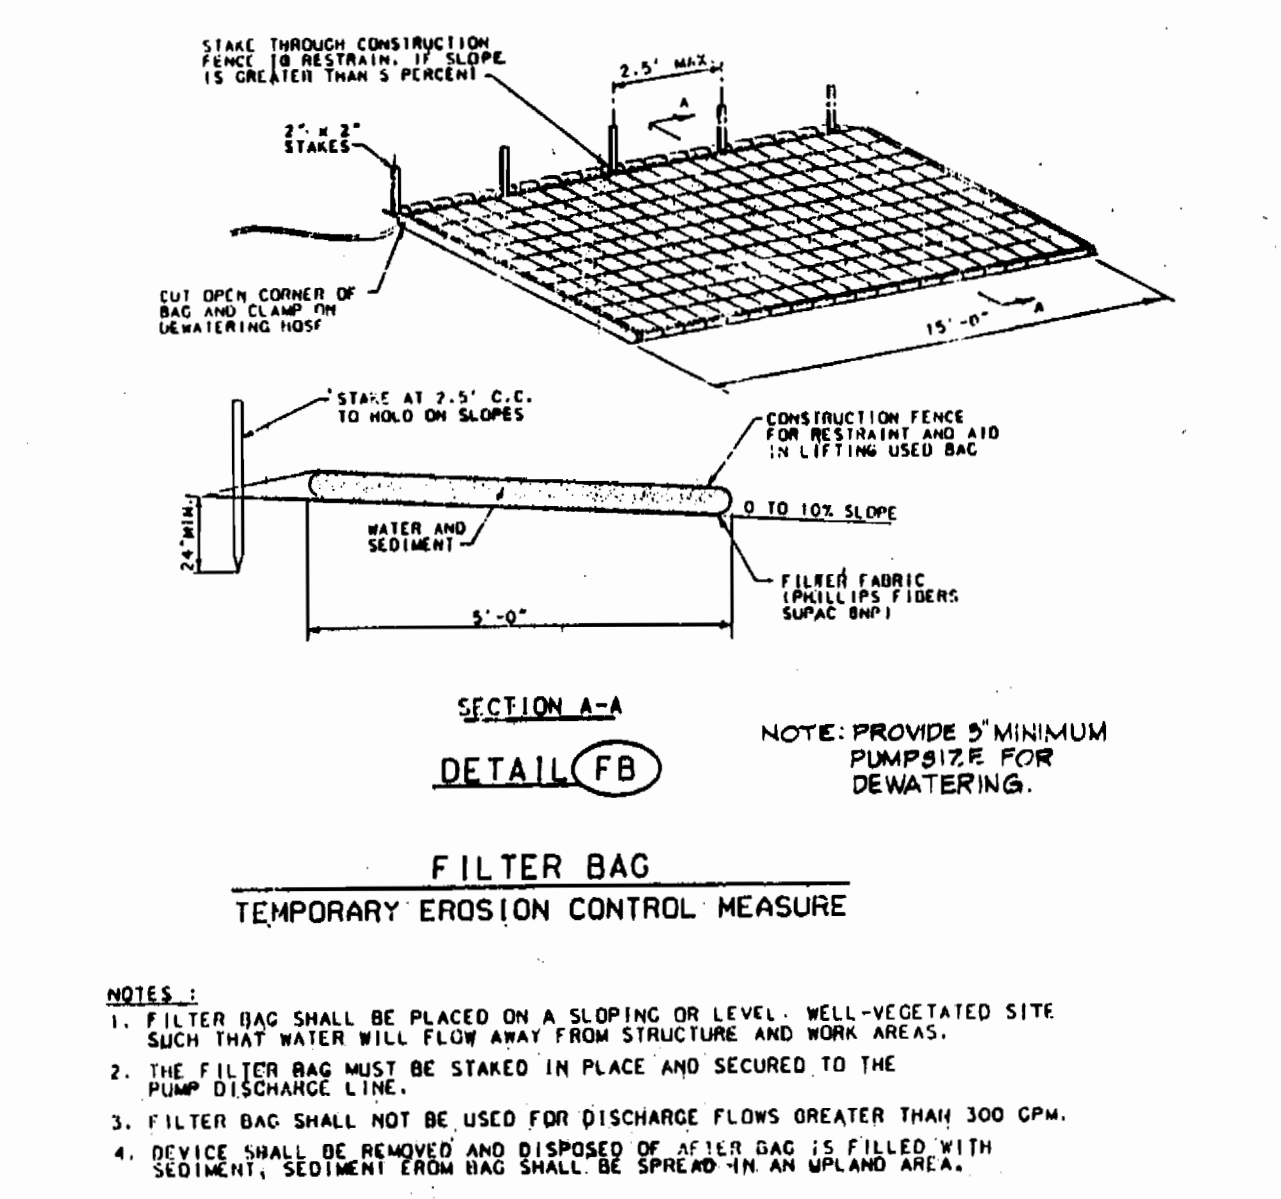 STAKE THROUGH CONSTRUCTION
FENCE TO RESTRAIN, IF SLOPE
IS GREATER THAN 5 PERCENT
2.5' MAX.
A
2" x 2"
STAKES
CUT OPEN CORNER OF
BAG AND CLAMP ON
DEWATERING HOSE
A
15'-0"
STAKE AT 2.5' C.C.
TO HOLD ON SLOPES
CONSTRUCTION FENCE
FOR RESTRAINT AND AID
IN LIFTING USED BAG
24" MIN.
WATER AND
SEDIMENT
0 TO 10% SLOPE
FILTER FABRIC
(PHILLIPS FIBERS
SUPAC 8NP)
5'-0"
SECTION A-A
DETAIL FB
NOTE: PROVIDE MINIMUM
PUMP SIZE FOR
DEWATERING.
FILTER BAG
TEMPORARY EROSION CONTROL MEASURE
NOTES :
1. FILTER BAG SHALL BE PLACED ON A SLOPING OR LEVEL. WELL-VEGETATED SITE
SUCH THAT WATER WILL FLOW AWAY FROM STRUCTURE AND WORK AREAS.
2. THE FILTER BAG MUST BE STAKED IN PLACE AND SECURED TO THE
PUMP DISCHARGE LINE.
3. FILTER BAG SHALL NOT BE USED FOR DISCHARGE FLOWS GREATER THAN 300 GPM.
4. DEVICE SHALL BE REMOVED AND DISPOSED OF AFTER BAG IS FILLED WITH
SEDIMENT, SEDIMENT FROM BAG SHALL BE SPREAD IN AN UPLAND AREA.